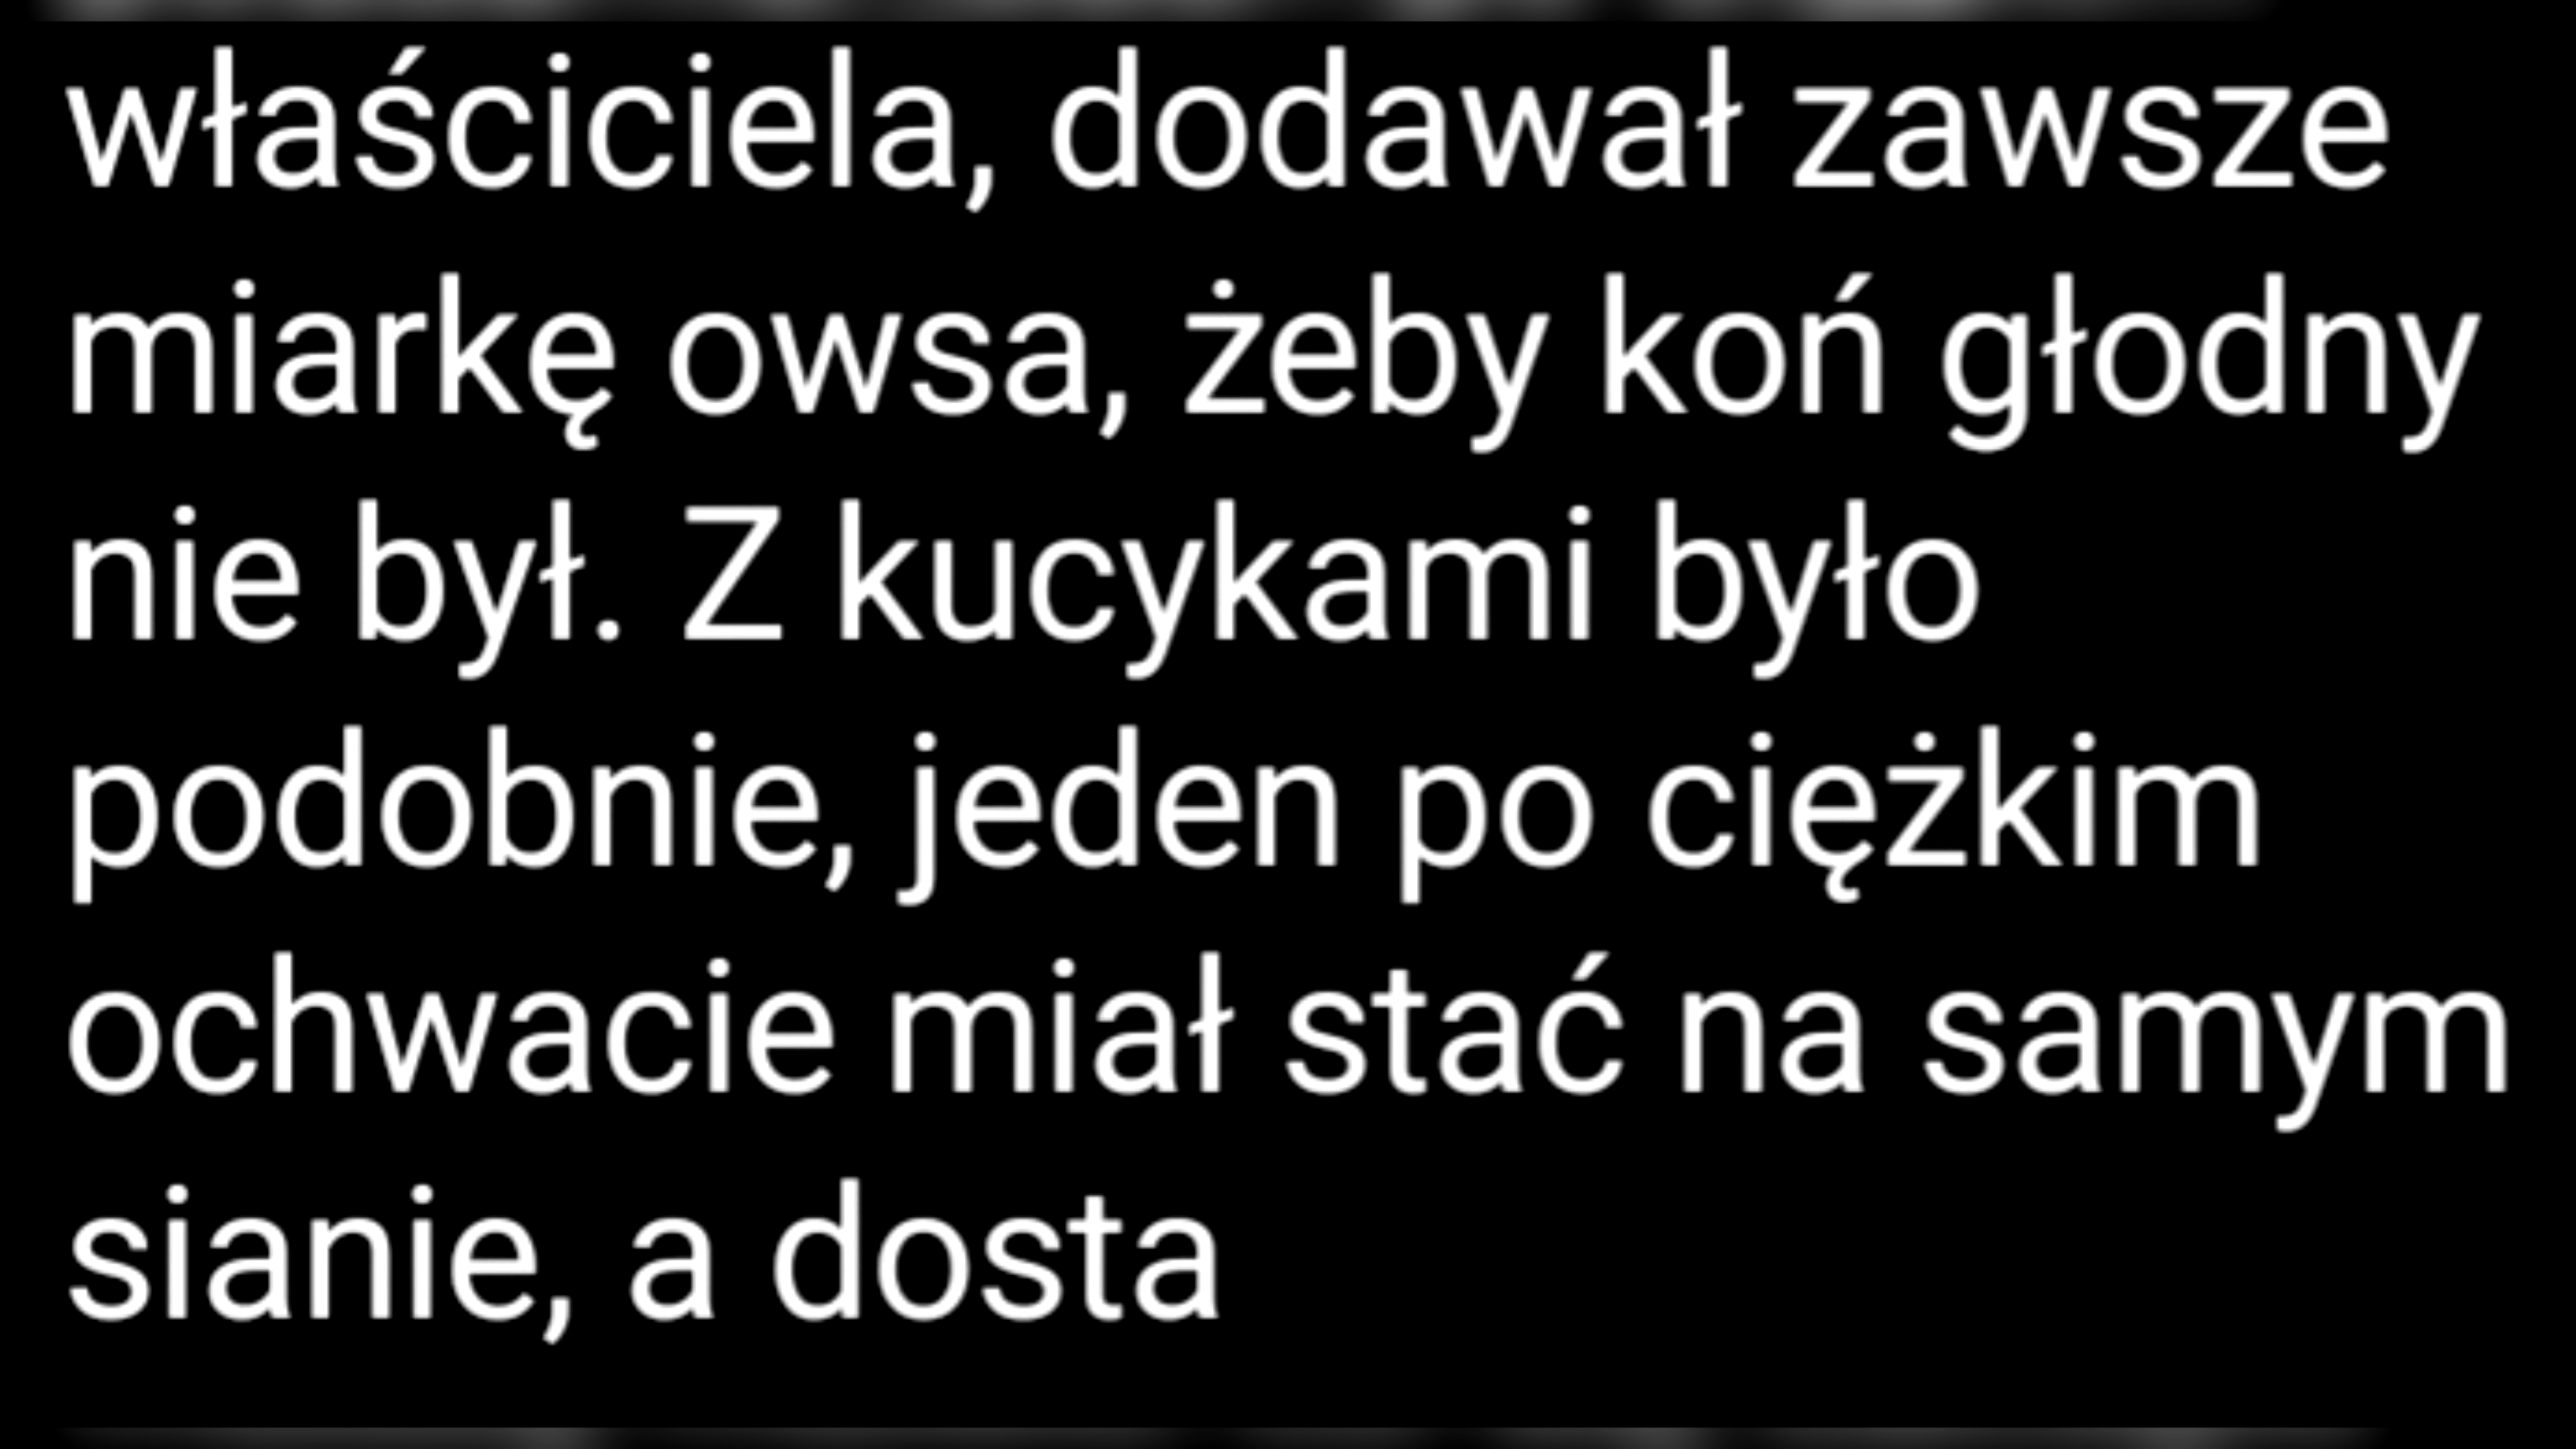 właściciela, dodawał zawsze
miarkę owsa, żeby koń głodny
nie był. Z kucykami było
podobnie, jeden po ciężkim
ochwacie miał stać na samym
sianie, a dosta